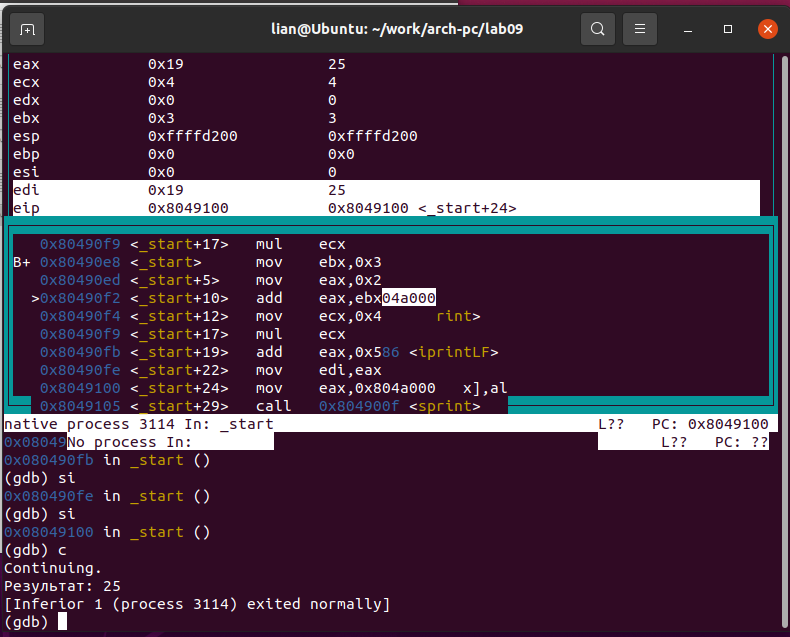 lian@Ubuntu: ~/work/arch-pc/lab09
eax 0x19 25
ecx 0x4 4
edx 0x0 0
ebx 0x3 3
esp 0xffffd200 0xffffd200
ebp 0x0 0x0
esi 0x0 0
edi 0x19 25
eip 0x8049100 0x8049100 <_start+24>
0x80490f9 <_start+17> mul ecx
B+ 0x80490e8 <_start> mov ebx,0x3
0x80490ed <_start+5> mov eax,0x2
>0x80490f2 <_start+10> add eax,ebx04a000
0x80490f4 <_start+12> mov ecx,0x4 rint>
0x80490f9 <_start+17> mul ecx
0x80490fb <_start+19> add eax,0x586 <iprintLF>
0x80490fe <_start+22> mov edi,eax
0x8049100 <_start+24> mov eax,0x804a000 x],al
0x8049105 <_start+29> call 0x804900f <sprint>
native process 3114 In: _start L?? PC: 0x8049100
0x08049No process In: L?? PC: ??
0x080490fb in _start ()
(gdb) si
0x080490fe in _start ()
(gdb) si
0x08049100 in _start ()
(gdb) c
Continuing.
Результат: 25
[Inferior 1 (process 3114) exited normally]
(gdb)